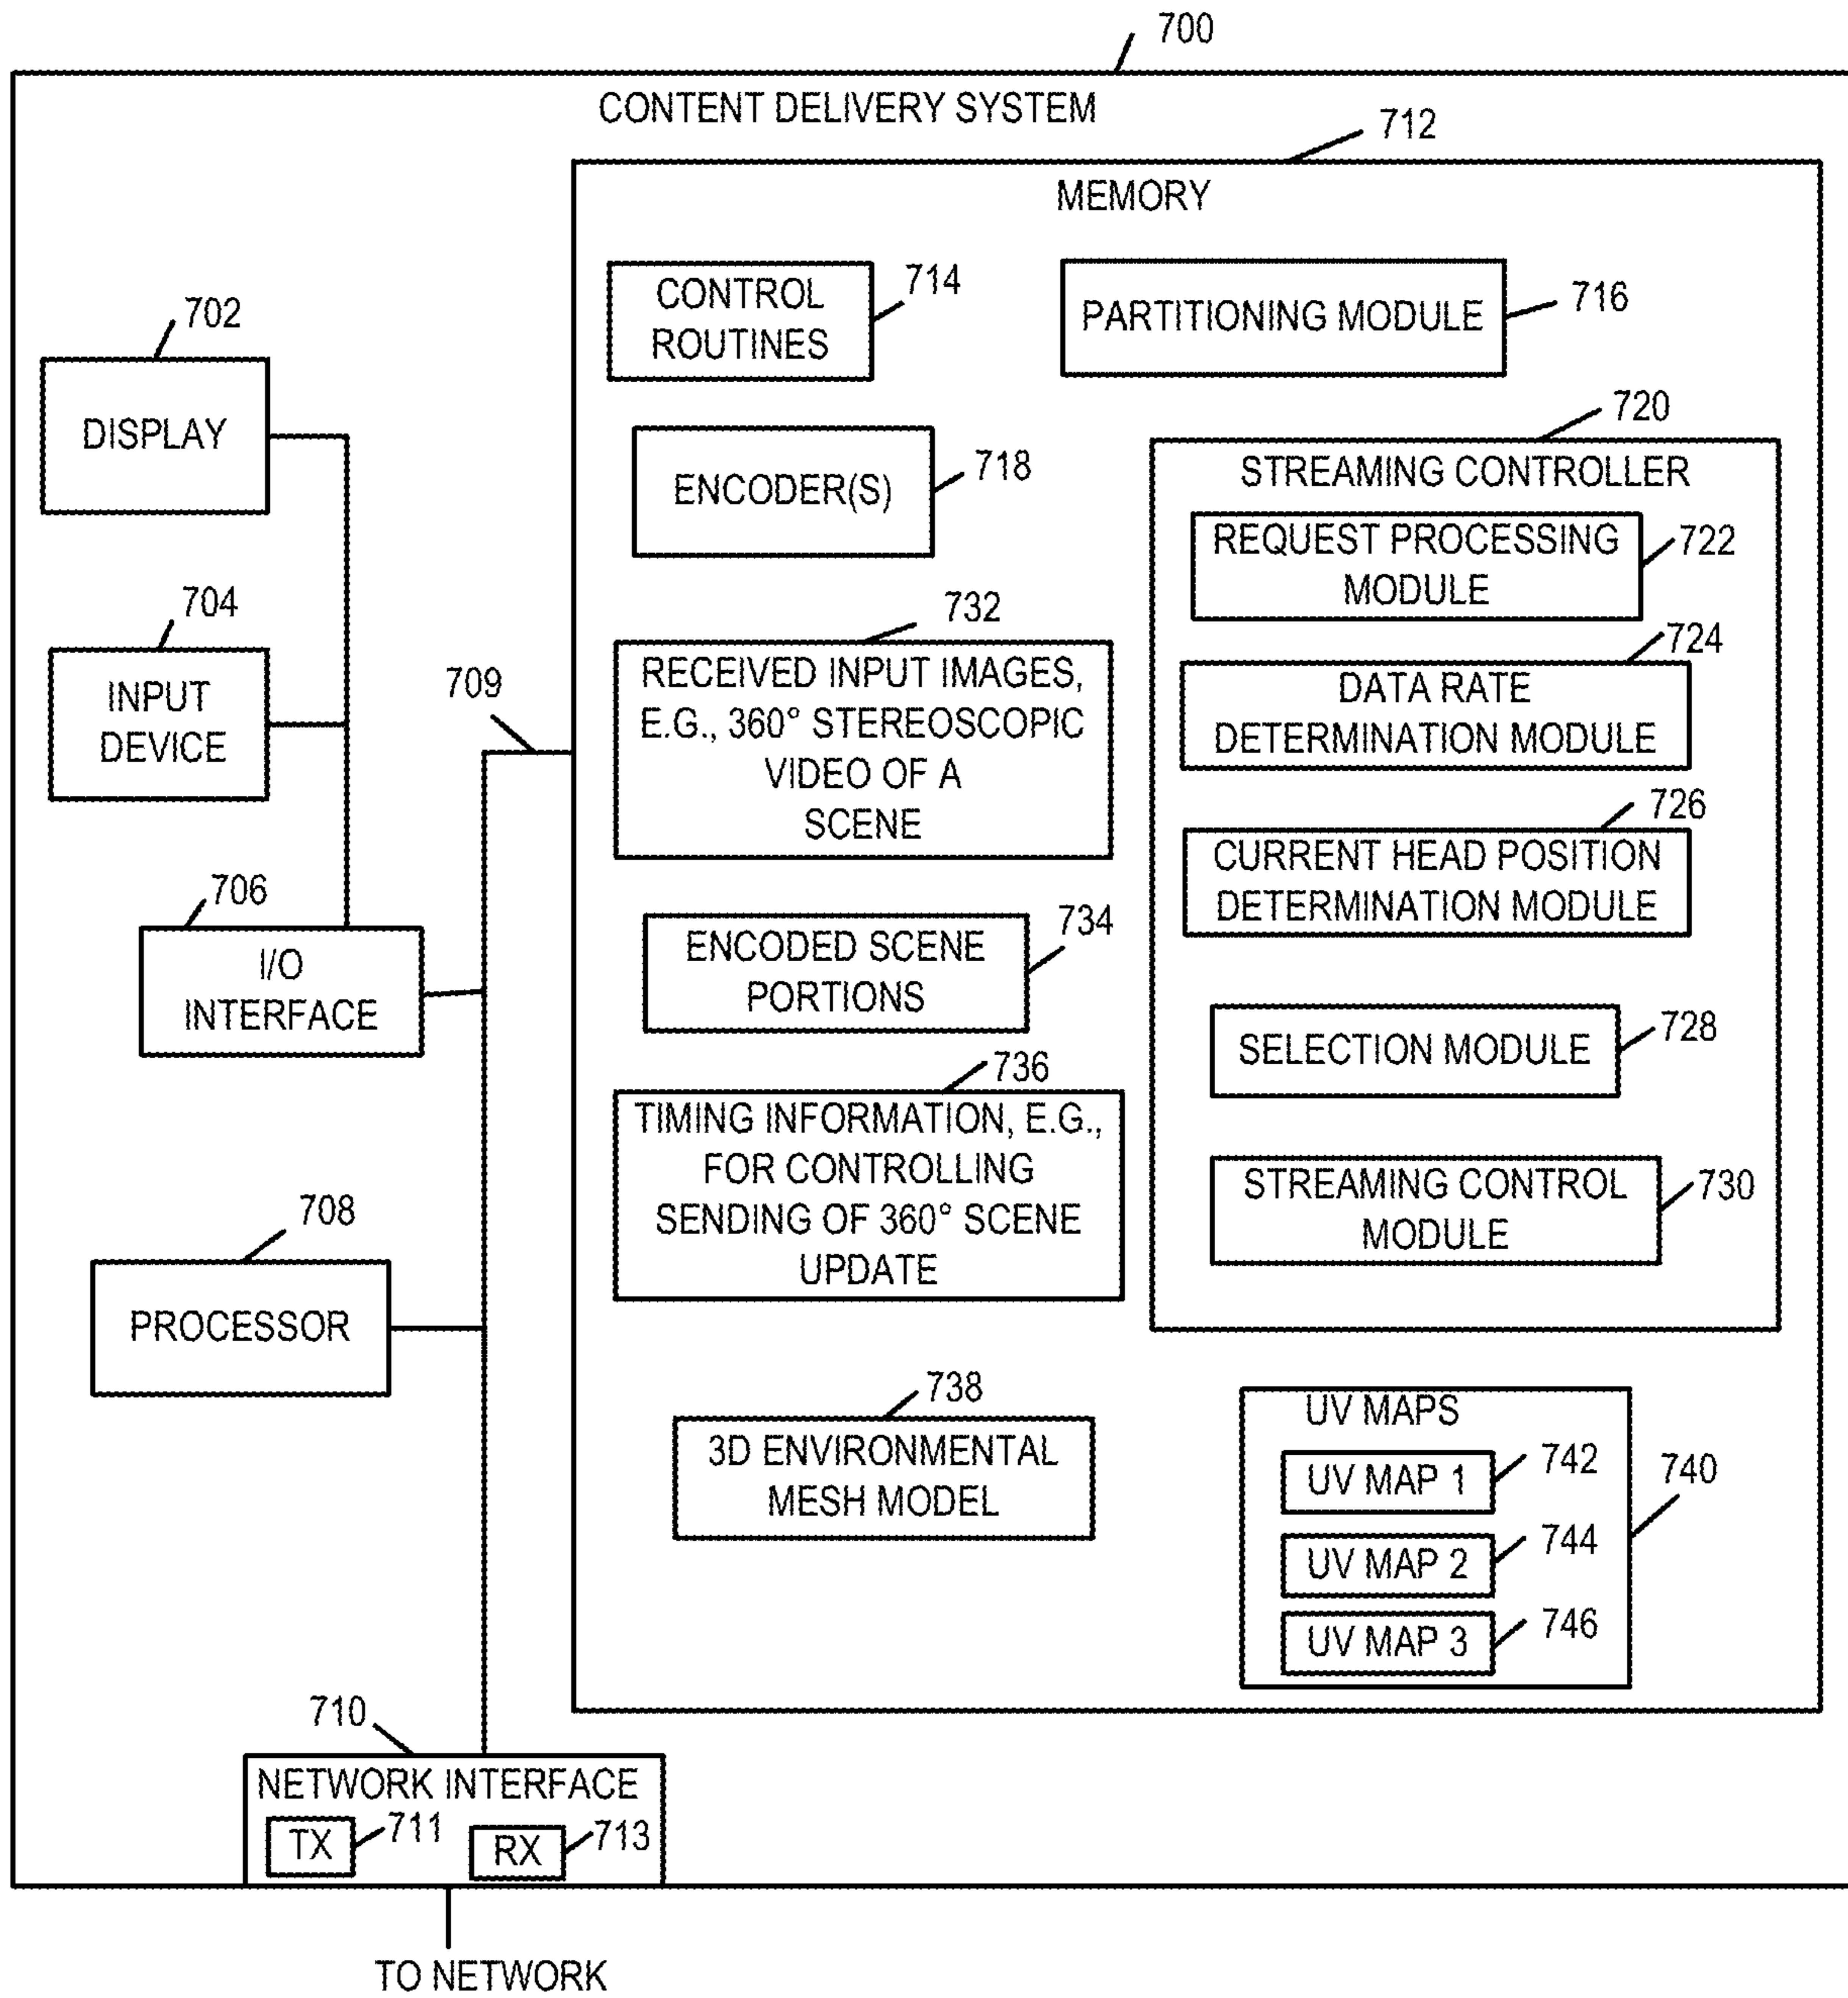 700
CONTENT DELIVERY SYSTEM
712
MEMORY
CONTROL
ROUTINES
714
PARTITIONING MODULE
716
702
DISPLAY
ENCODER(S)
718
720
STREAMING CONTROLLER
REQUEST PROCESSING
MODULE
722
724
DATA RATE
DETERMINATION MODULE
726
CURRENT HEAD POSITION
DETERMINATION MODULE
SELECTION MODULE
728
STREAMING CONTROL
MODULE
730
704
INPUT
DEVICE
709
732
RECEIVED INPUT IMAGES,
E.G., 360° STEREOSCOPIC
VIDEO OF A
SCENE
706
I/O
INTERFACE
ENCODED SCENE
PORTIONS
734
736
TIMING INFORMATION, E.G.,
FOR CONTROLLING
SENDING OF 360° SCENE
UPDATE
708
PROCESSOR
738
3D ENVIRONMENTAL
MESH MODEL
UV MAPS
UV MAP 1
742
740
UV MAP 2
744
UV MAP 3
746
710
NETWORK INTERFACE
TX
711
RX
713
TO NETWORK